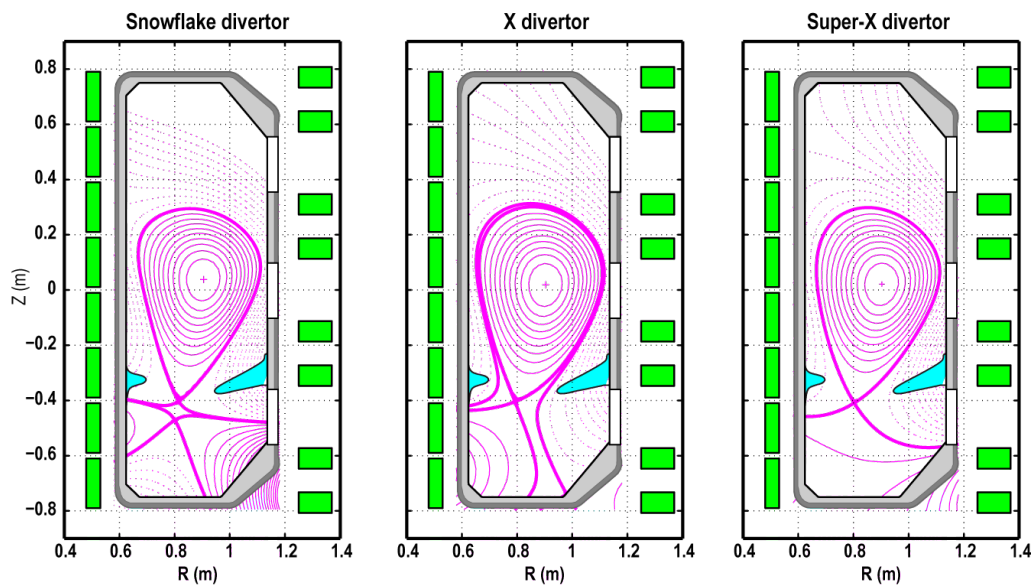 Snowflake divertor X divertor Super-X divertor
Z (m)
0.8
0.6
0.4
0.2
0
−0.2
−0.4
−0.6
−0.8
0.4 0.6 0.8 1 1.2 1.4
R (m)
0.4 0.6 0.8 1 1.2 1.4
R (m)
0.4 0.6 0.8 1 1.2 1.4
R (m)